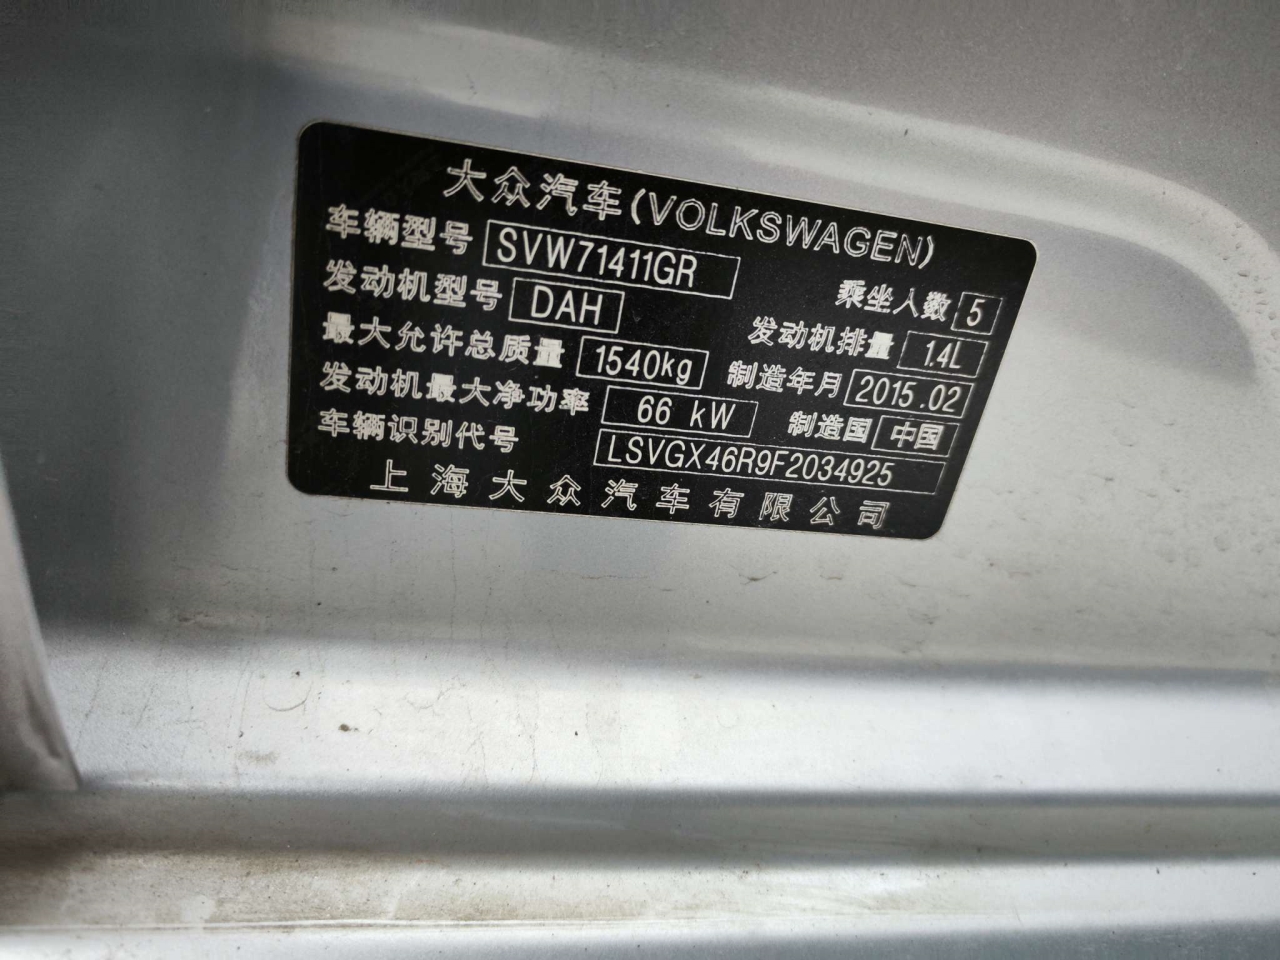 大众汽车(VOLKSWAGEN)
车辆型号 SVW71411GR 乘坐人数 5
发动机型号 DAH 发动机排量 1.4L
最大允许总质量 1540kg 制造年月 2015.02
发动机最大净功率 66 kW 制造国 中国
车辆识别代号 LSVGX46R9F2034925
上海大众汽车有限公司